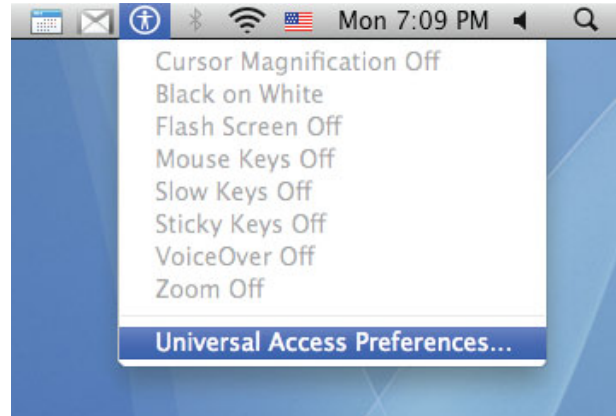 Mon 7:09 PM
Cursor Magnification Off
Black on White
Flash Screen Off
Mouse Keys Off
Slow Keys Off
Sticky Keys Off
VoiceOver Off
Zoom Off
Universal Access Preferences...